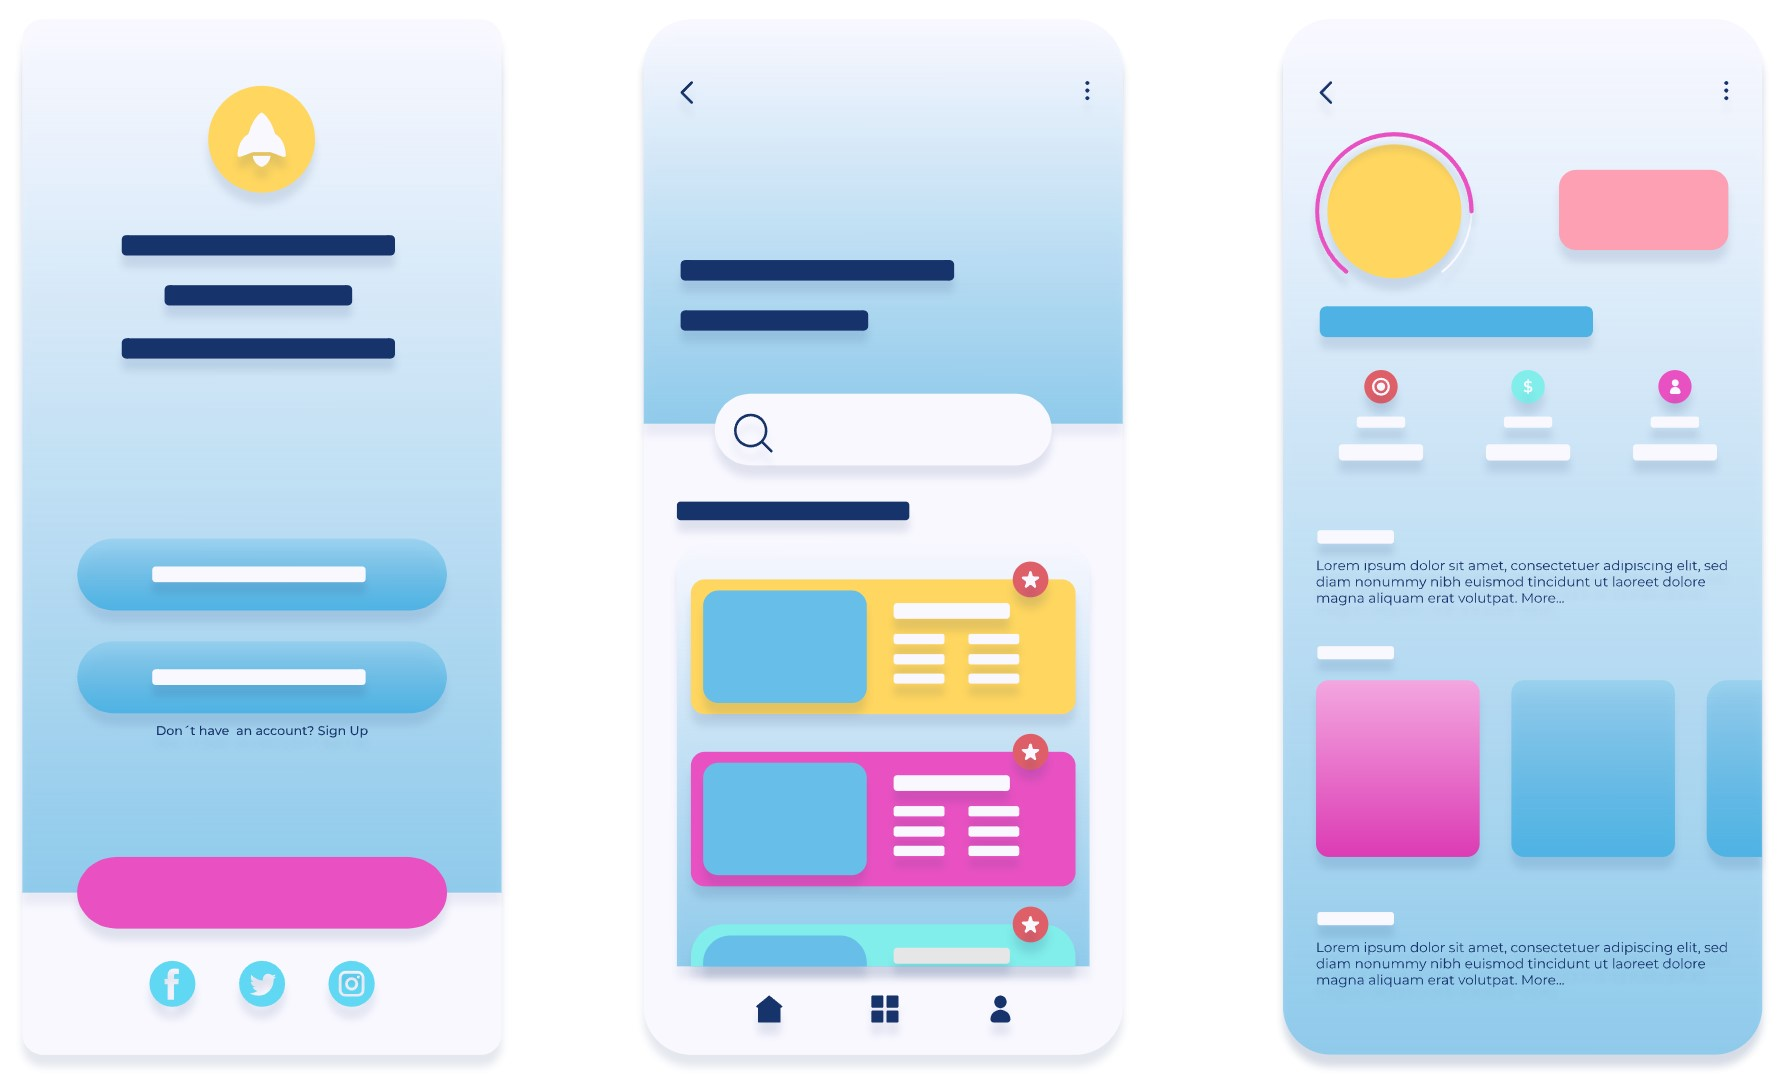 Don´t have  an account? Sign Up
$
Lorem ipsum dolor sit amet, consectetuer adipiscing elit, sed
diam nonummy nibh euismod tincidunt ut laoreet dolore
magna aliquam erat volutpat. More...
Lorem ipsum dolor sit amet, consectetuer adipiscing elit, sed
diam nonummy nibh euismod tincidunt ut laoreet dolore
magna aliquam erat volutpat. More...